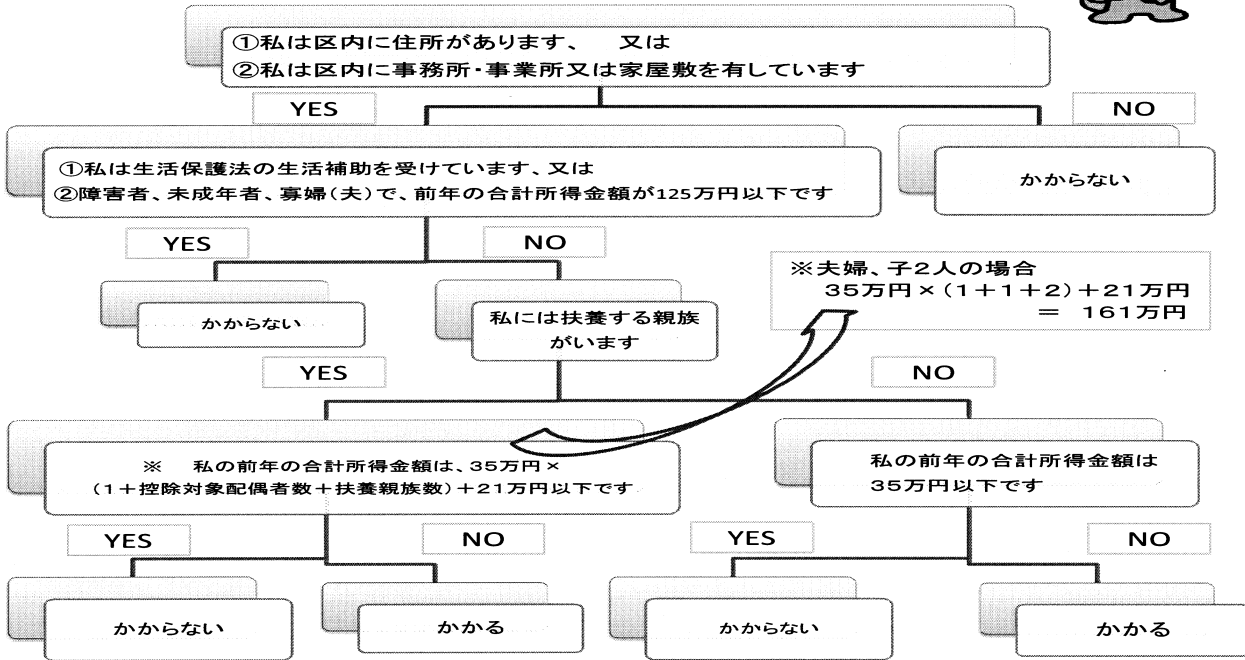 ①私は区内に住所があります、　又は
②私は区内に事務所・事業所又は家屋敷を有しています
YES
NO
①私は生活保護法の生活補助を受けています、又は
②障害者、未成年者、寡婦(夫)で、前年の合計所得金額が125万円以下です
かからない
YES
NO
※夫婦、子2人の場合
35万円×(1+1+2)+21万円
= 161万円
かからない
私には扶養する親族
がいます
YES
NO
※　私の前年の合計所得金額は、35万円×
(1+控除対象配偶者数+扶養親族数)+21万円以下です
私の前年の合計所得金額は
35万円以下です
YES
NO
YES
NO
かからない
かかる
かからない
かかる